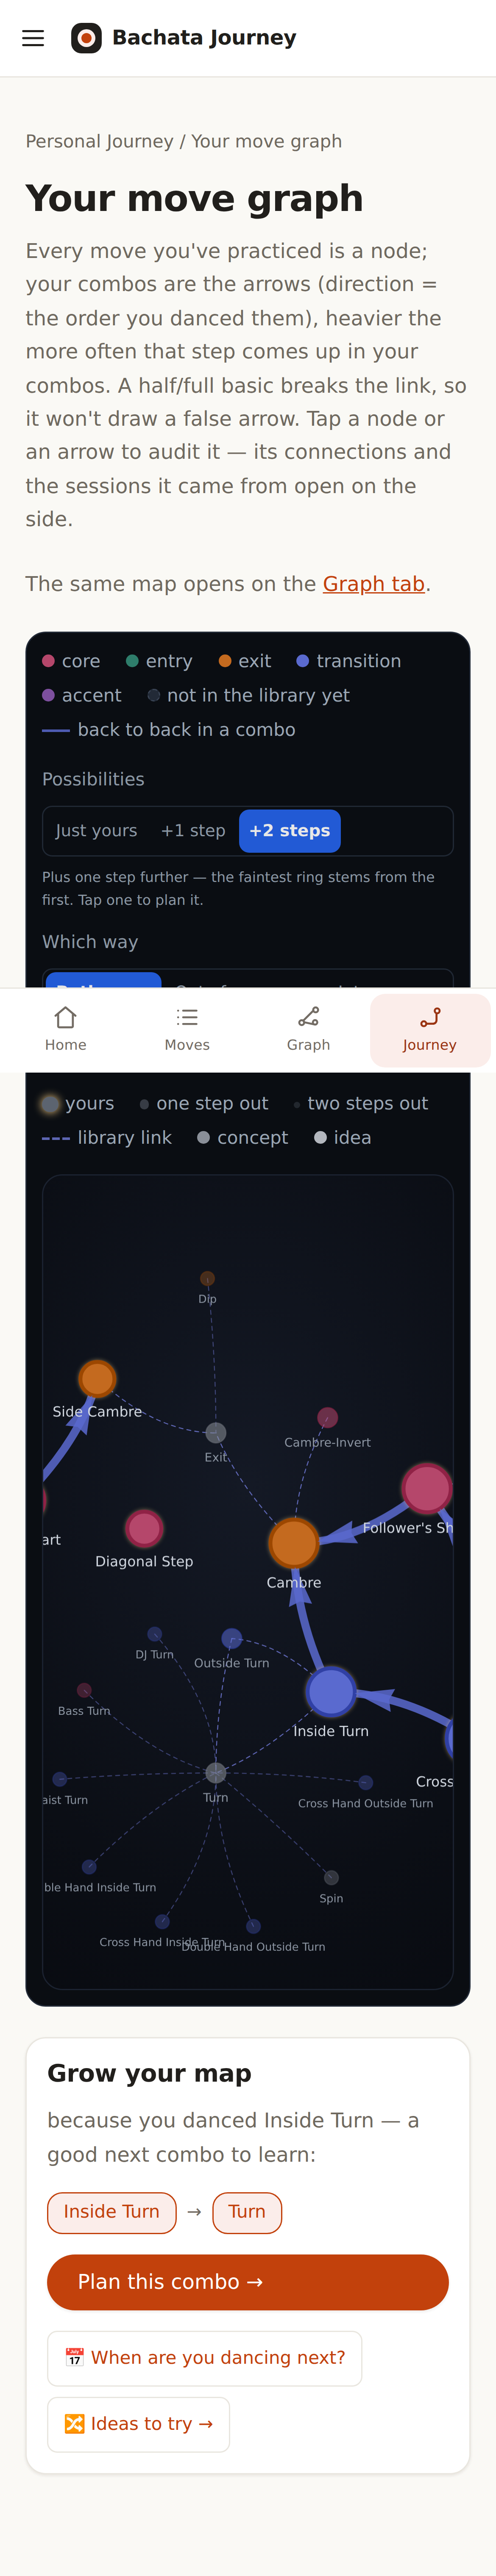 Bachata Journey
Personal Journey / Your move graph
Your move graph
Every move you've practiced is a node;
your combos are the arrows (direction =
the order you danced them), heavier the
more often that step comes up in your
combos. A half/full basic breaks the link, so
it won't draw a false arrow. Tap a node or
an arrow to audit it — its connections and
the sessions it came from open on the
side.
The same map opens on the Graph tab.
core entry exit transition
accent not in the library yet
back to back in a combo
Possibilities
Just yours +1 step +2 steps
Plus one step further — the faintest ring stems from the
first. Tap one to plan it.
Which way
Home Moves Graph Journey
yours one step out two steps out
library link concept idea
Dip
Side Cambre
Cambre-Invert
Exit
Follower's Sh
art
Diagonal Step
Cambre
DJ Turn
Outside Turn
Bass Turn
Inside Turn
Cross
Turn
aist Turn
Cross Hand Outside Turn
ble Hand Inside Turn
Spin
Cross Hand Inside Turn
Double Hand Outside Turn
Grow your map
because you danced Inside Turn — a
good next combo to learn:
Inside Turn → Turn
Plan this combo →
📅 When are you dancing next?
🔀 Ideas to try →